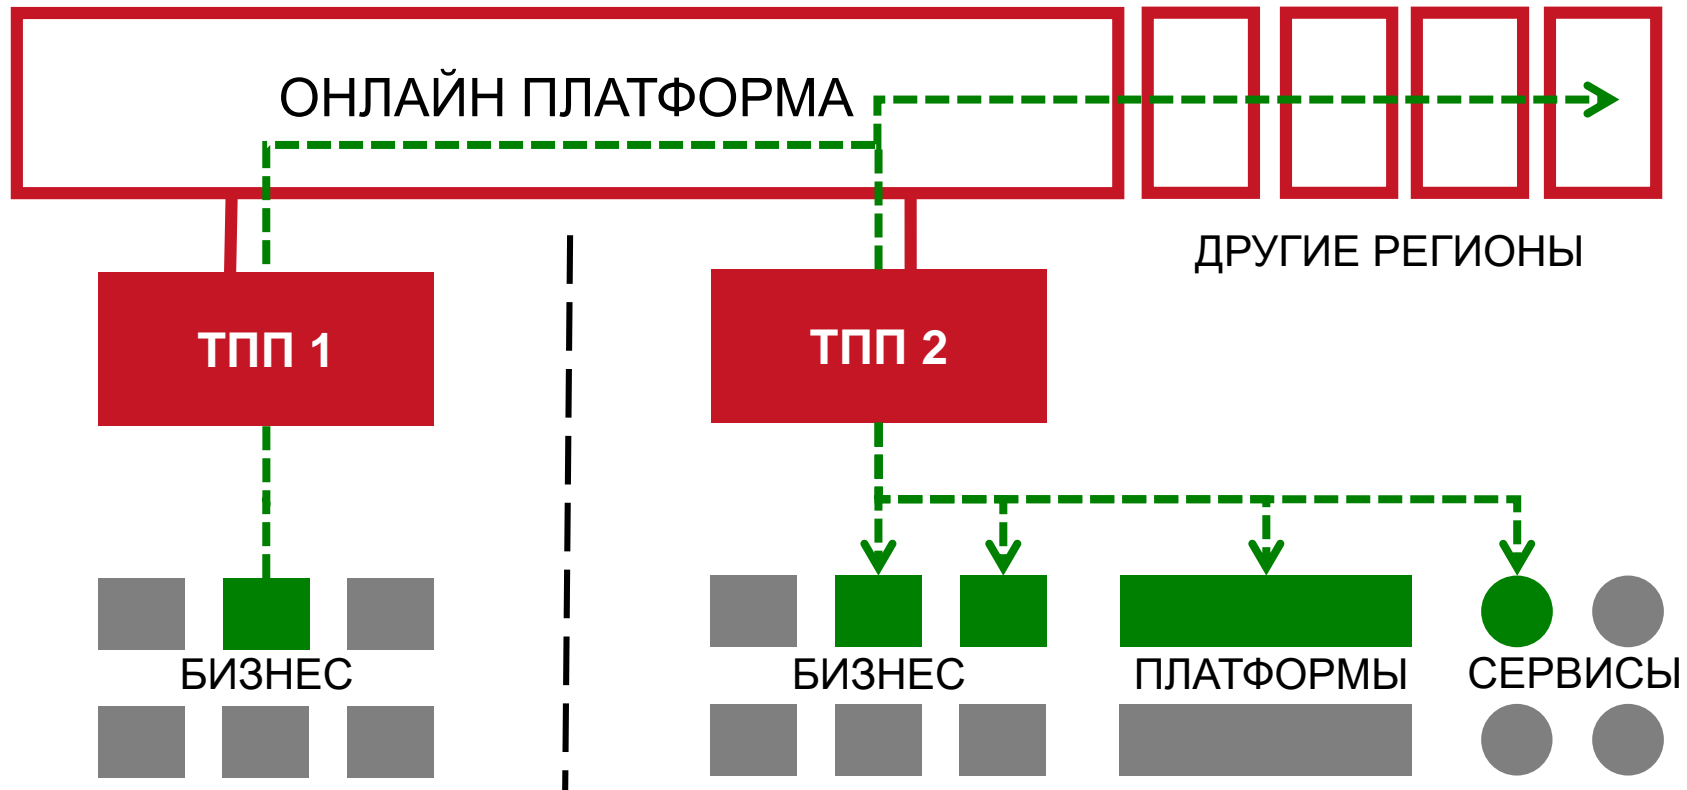 ОНЛАЙН ПЛАТФОРМА
ДРУГИЕ РЕГИОНЫ
ТПП 1
ТПП 2
БИЗНЕС
БИЗНЕС
ПЛАТФОРМЫ
СЕРВИСЫ